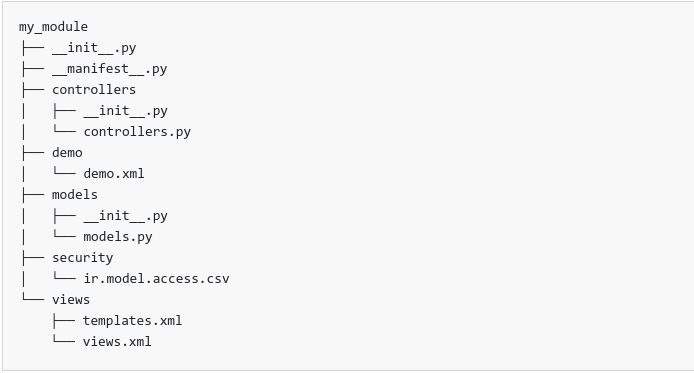 my_module
├── __init__.py
├── __manifest__.py
├── controllers
│   ├── __init__.py
│   └── controllers.py
├── demo
│   └── demo.xml
├── models
│   ├── __init__.py
│   └── models.py
├── security
│   └── ir.model.access.csv
└── views
    ├── templates.xml
    └── views.xml